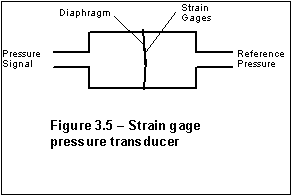 Diaphragm
Strain
Gages
Pressure
Signal
Reference
Pressure
Figure 3.5 – Strain gage
pressure transducer